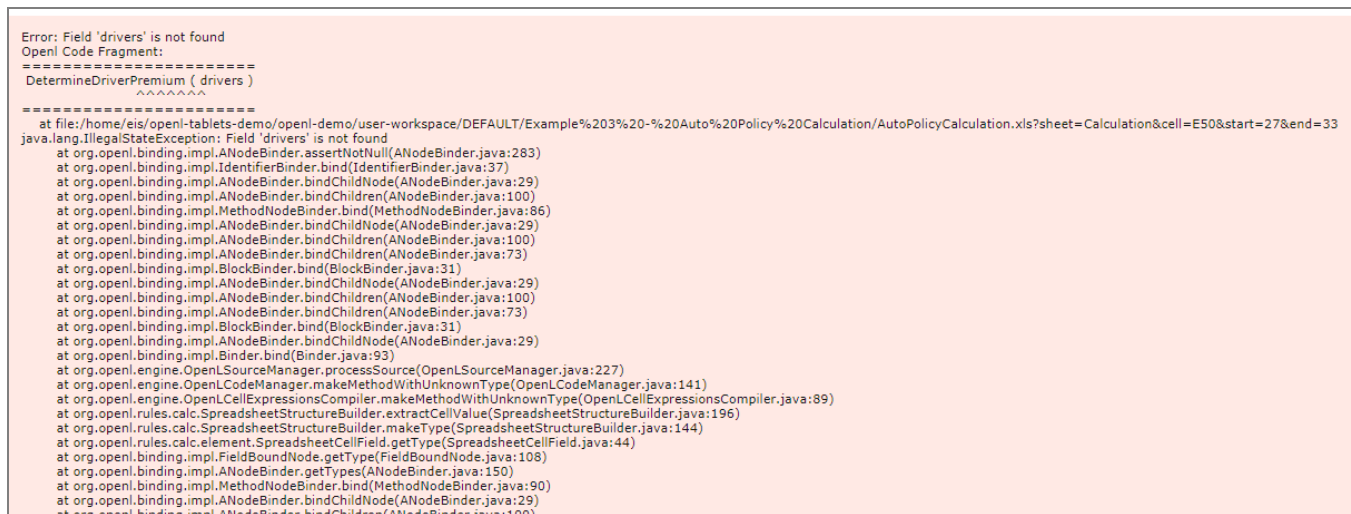 Error: Field 'drivers' is not found
Openl Code Fragment:
=======================
DetermineDriverPremium ( drivers )
^^^^^^^
=======================
at file:/home/eis/openl-tablets-demo/openl-demo/user-workspace/DEFAULT/Example%203%20-%20Auto%20Policy%20Calculation/AutoPolicyCalculation.xls?sheet=Calculation&cell=E50&start=27&end=33
java.lang.IllegalStateException: Field 'drivers' is not found
at org.openl.binding.impl.ANodeBinder.assertNotNull(ANodeBinder.java:283)
at org.openl.binding.impl.IdentifierBinder.bind(IdentifierBinder.java:37)
at org.openl.binding.impl.ANodeBinder.bindChildNode(ANodeBinder.java:29)
at org.openl.binding.impl.ANodeBinder.bindChildren(ANodeBinder.java:100)
at org.openl.binding.impl.MethodNodeBinder.bind(MethodNodeBinder.java:86)
at org.openl.binding.impl.ANodeBinder.bindChildNode(ANodeBinder.java:29)
at org.openl.binding.impl.ANodeBinder.bindChildren(ANodeBinder.java:100)
at org.openl.binding.impl.ANodeBinder.bindChildren(ANodeBinder.java:73)
at org.openl.binding.impl.BlockBinder.bind(BlockBinder.java:31)
at org.openl.binding.impl.ANodeBinder.bindChildNode(ANodeBinder.java:29)
at org.openl.binding.impl.ANodeBinder.bindChildren(ANodeBinder.java:100)
at org.openl.binding.impl.ANodeBinder.bindChildren(ANodeBinder.java:73)
at org.openl.binding.impl.BlockBinder.bind(BlockBinder.java:31)
at org.openl.binding.impl.ANodeBinder.bindChildNode(ANodeBinder.java:29)
at org.openl.binding.impl.Binder.bind(Binder.java:93)
at org.openl.engine.OpenLSourceManager.processSource(OpenLSourceManager.java:227)
at org.openl.engine.OpenLCodeManager.makeMethodWithUnknownType(OpenLCodeManager.java:141)
at org.openl.engine.OpenLCellExpressionsCompiler.makeMethodWithUnknownType(OpenLCellExpressionsCompiler.java:89)
at org.openl.rules.calc.SpreadsheetStructureBuilder.extractCellValue(SpreadsheetStructureBuilder.java:196)
at org.openl.rules.calc.SpreadsheetStructureBuilder.makeType(SpreadsheetStructureBuilder.java:144)
at org.openl.rules.calc.element.SpreadsheetCellField.getType(SpreadsheetCellField.java:44)
at org.openl.binding.impl.FieldBoundNode.getType(FieldBoundNode.java:108)
at org.openl.binding.impl.ANodeBinder.getTypes(ANodeBinder.java:150)
at org.openl.binding.impl.MethodNodeBinder.bind(MethodNodeBinder.java:90)
at org.openl.binding.impl.ANodeBinder.bindChildNode(ANodeBinder.java:29)